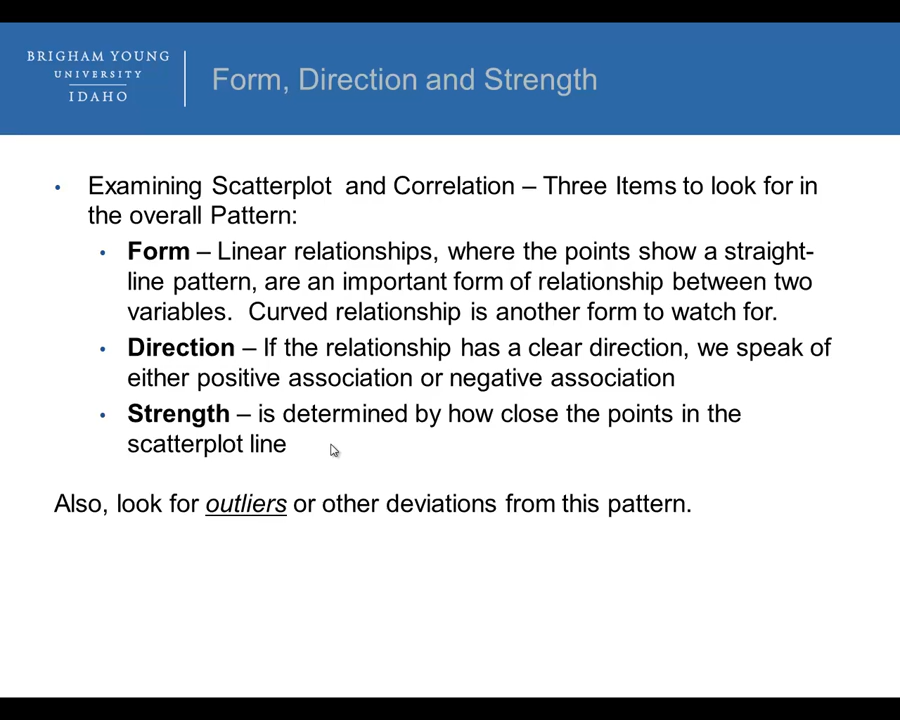 BRIGHAM YOUNG
UNIVERSITY
IDAHO
Form, Direction and Strength
• Examining Scatterplot and Correlation – Three Items to look for in
the overall Pattern:
• Form – Linear relationships, where the points show a straight-
line pattern, are an important form of relationship between two
variables. Curved relationship is another form to watch for.
• Direction – If the relationship has a clear direction, we speak of
either positive association or negative association
• Strength – is determined by how close the points in the
scatterplot line
Also, look for outliers or other deviations from this pattern.